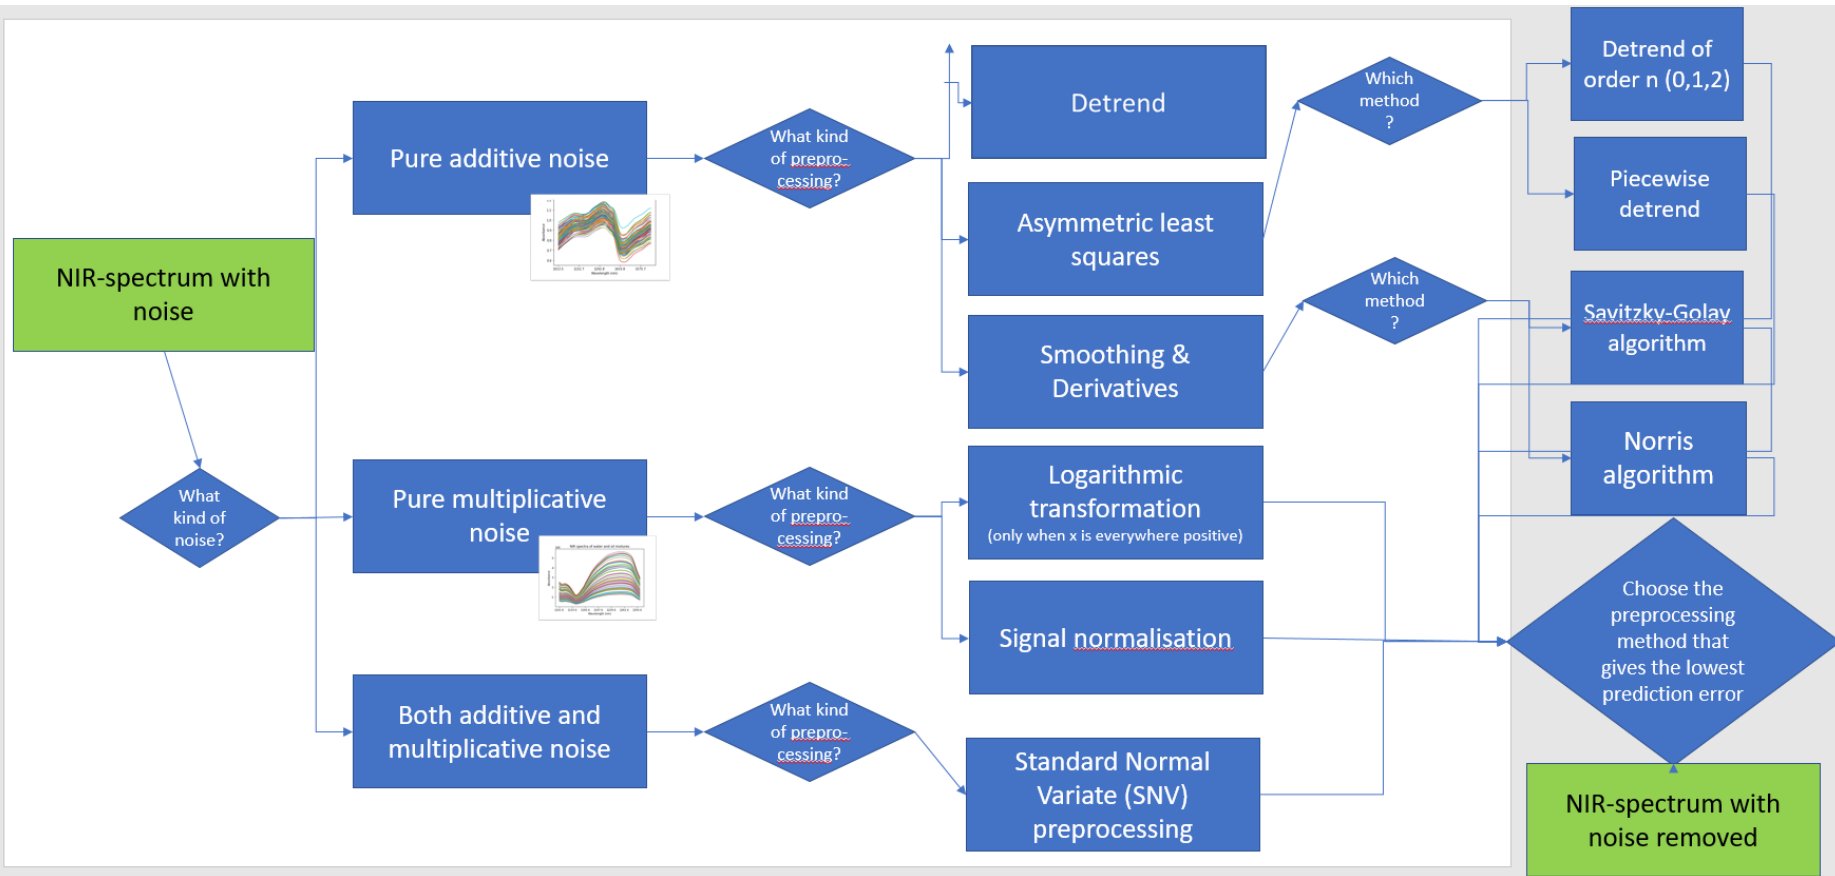 NIR-spectrum with
noise
What
kind of
noise?
Pure additive noise
Pure multiplicative
noise
Both additive and
multiplicative noise
What kind
of prepro-
cessing?
What kind
of prepro-
cessing?
What kind
of prepro-
cessing?
Detrend
Asymmetric least
squares
Smoothing &
Derivatives
Logarithmic
transformation
(only when x is everywhere positive)
Signal normalisation
Standard Normal
Variate (SNV)
preprocessing
Which
method
?
Which
method
?
Detrend of
order n (0,1,2)
Piecewise
detrend
Savitzky-Golay
algorithm
Norris
algorithm
Choose the
preprocessing
method that
gives the lowest
prediction error
NIR-spectrum with
noise removed